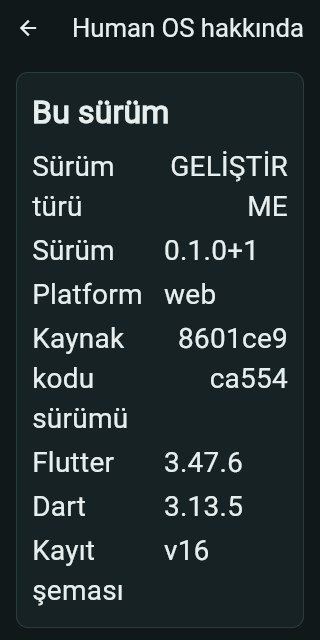 Human OS hakkında
Bu sürüm
Sürüm GELİŞTİR
türü ME
Sürüm 0.1.0+1
Platform web
Kaynak 8601ce9
kodu ca554
sürümü
Flutter 3.47.6
Dart 3.13.5
Kayıt v16
şeması